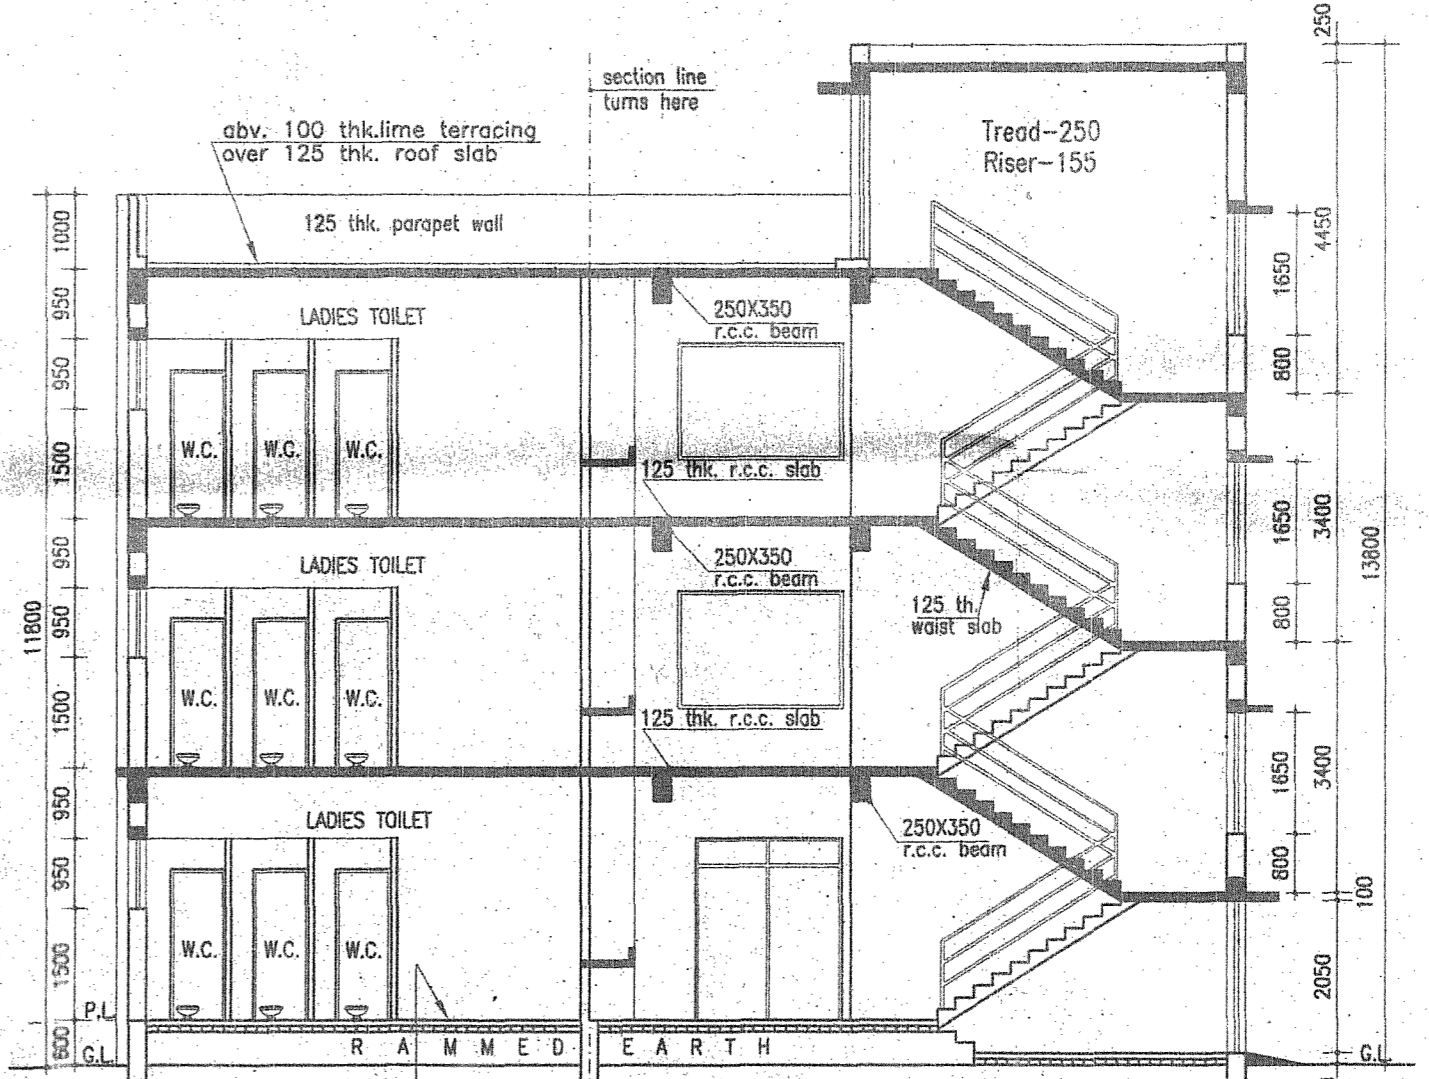 250
section line
turns here
abv. 100 thk.lime terracing
over 125 thk. roof slab
Tread-250
Riser-155
125 thk. parapet wall
1000
4450
1650
950
LADIES TOILET
250X350
r.c.c. beam
950
800
W.C. W.C. W.C.
1500
125 thk. r.c.c. slab
1650
3400
13800
950
LADIES TOILET
250X350
r.c.c. beam
11800
950
125 th.
waist slab
800
W.C. W.C. W.C.
1500
125 thk. r.c.c. slab
1650
3400
950
LADIES TOILET
250X350
r.c.c. beam
950
800
100
W.C. W.C. W.C.
1500
2050
P.L.
600
G.L.
RAMMED EARTH
G.L.